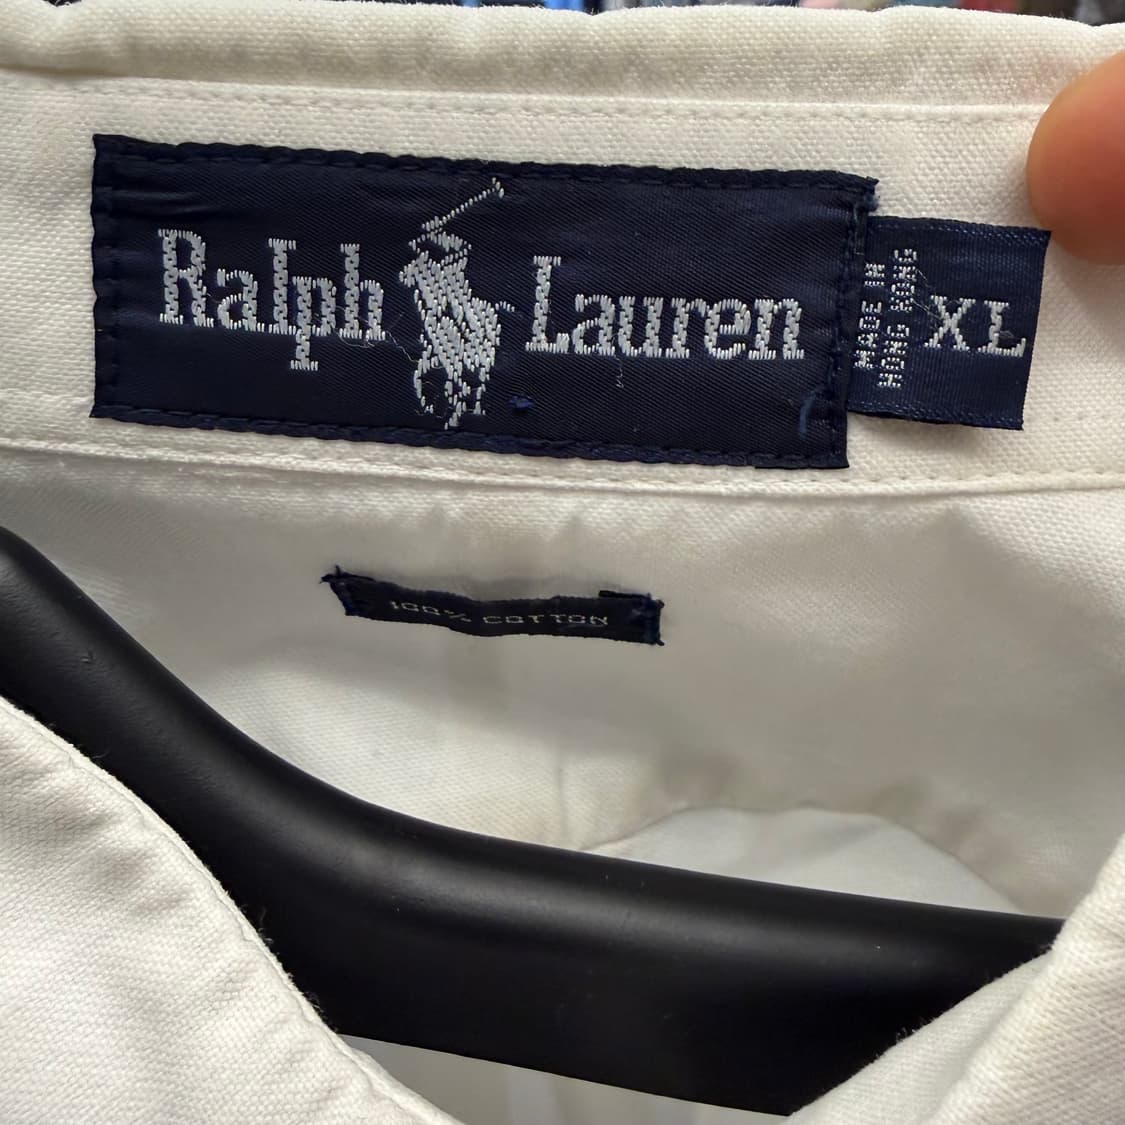 Ralph Lauren
MADE IN
HONG KONG
XL
100% COTTON